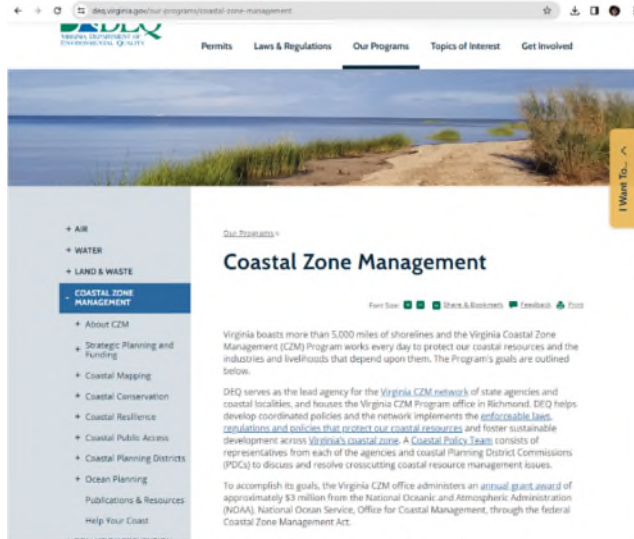 deq.virginia.gov/our-programs/coastal-zone-management
DEQ
VIRGINIA DEPARTMENT OF
ENVIRONMENTAL QUALITY
Permits Laws & Regulations Our Programs Topics of Interest Get Involved
I Want To...
+ AIR
+ WATER
+ LAND & WASTE
- COASTAL ZONE
MANAGEMENT
+ About CZM
+ Strategic Planning and
Funding
+ Coastal Mapping
+ Coastal Conservation
+ Coastal Resilience
+ Coastal Public Access
+ Coastal Planning Districts
+ Ocean Planning
Publications & Resources
Help Your Coast
Our Programs »
Coastal Zone Management
Font Size: + - + Share & Bookmark Feedback Print
Virginia boasts more than 5,000 miles of shorelines and the Virginia Coastal Zone
Management (CZM) Program works every day to protect our coastal resources and the
industries and livelihoods that depend upon them. The Program's goals are outlined
below.
DEQ serves as the lead agency for the Virginia CZM network of state agencies and
coastal localities, and houses the Virginia CZM Program office in Richmond. DEQ helps
develop coordinated policies and the network implements the enforceable laws,
regulations and policies that protect our coastal resources and foster sustainable
development across Virginia's coastal zone. A Coastal Policy Team consists of
representatives from each of the agencies and coastal Planning District Commissions
(PDCs) to discuss and resolve crosscutting coastal resource management issues.
To accomplish its goals, the Virginia CZM office administers an annual grant award of
approximately $3 million from the National Oceanic and Atmospheric Administration
(NOAA), National Ocean Service, Office for Coastal Management, through the federal
Coastal Zone Management Act.